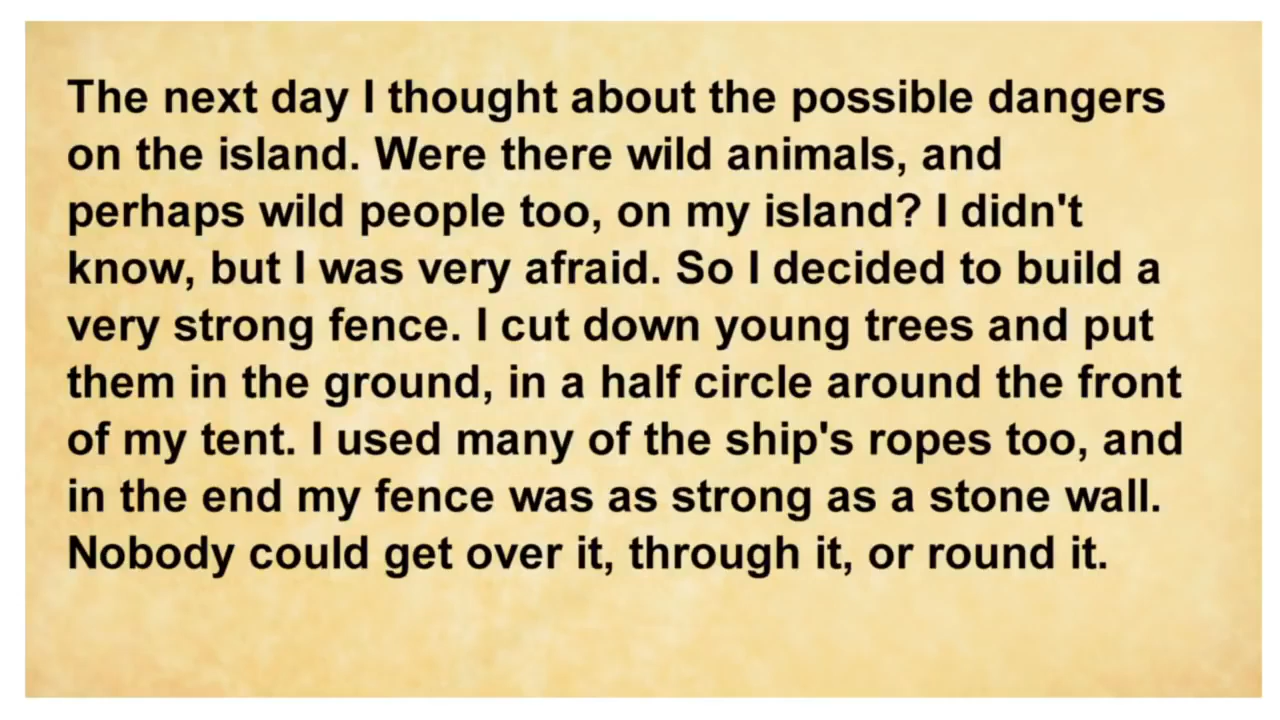 The next day I thought about the possible dangers
on the island. Were there wild animals, and
perhaps wild people too, on my island? I didn't
know, but I was very afraid. So I decided to build a
very strong fence. I cut down young trees and put
them in the ground, in a half circle around the front
of my tent. I used many of the ship's ropes too, and
in the end my fence was as strong as a stone wall.
Nobody could get over it, through it, or round it.